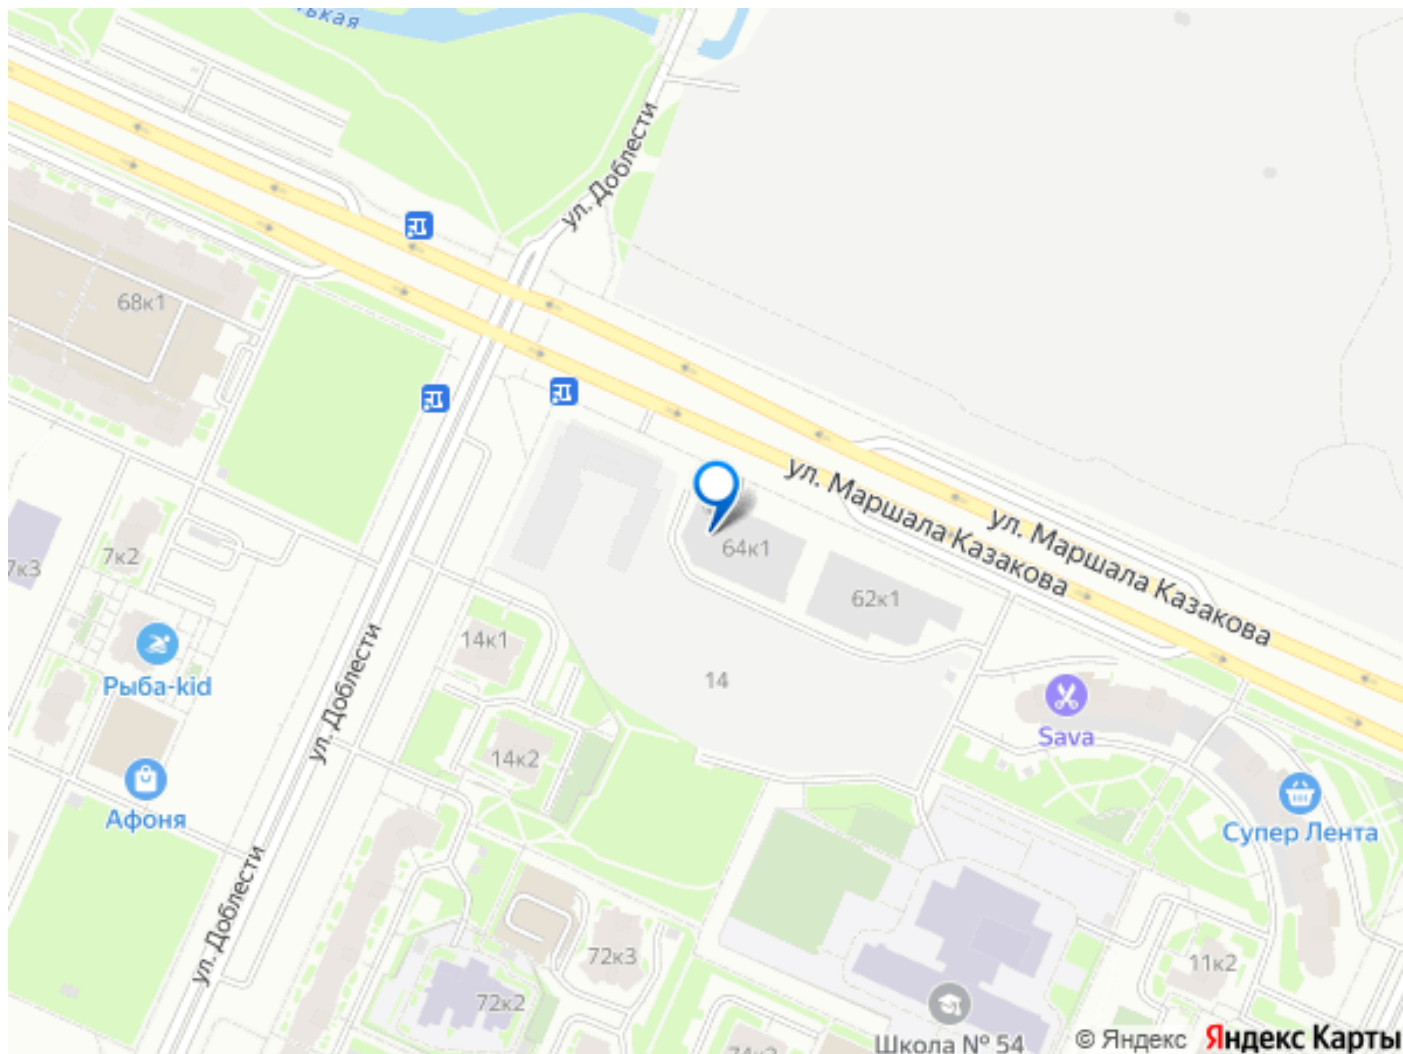 ул. Доблести
68к1
ул. Маршала Казакова
ул. Маршала Казакова
64к1
7к2
7к3
62к1
14к1
14
Рыба-kid
ул. Доблести
Sava
14к2
Афоня
Супер Лента
ул. Доблести
72к3
11к2
72к2
Школа № 54
74к2
© Яндекс Яндекс Карты